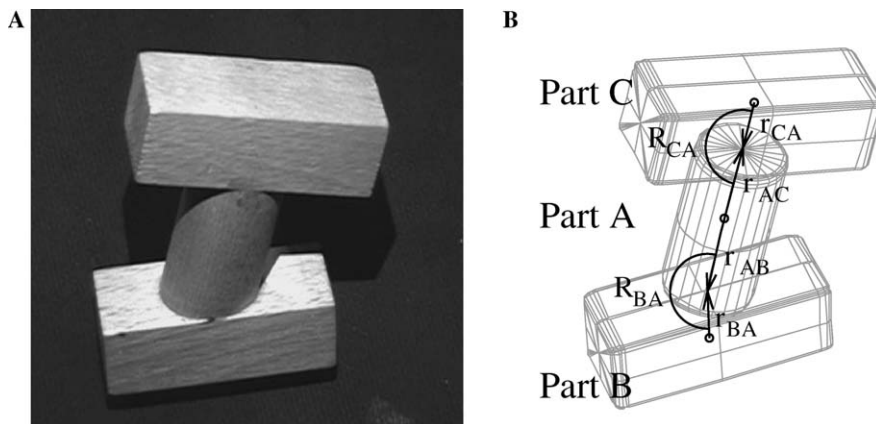 A
B
Part C
r_CA
R_CA
r_AC
Part A
r_AB
R_BA
r_BA
Part B